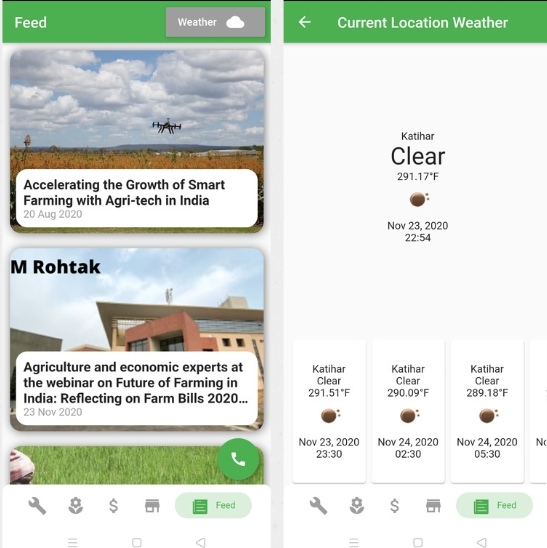 Feed
Weather
Accelerating the Growth of Smart
Farming with Agri-tech in India
20 Aug 2020
M Rohtak
Agriculture and economic experts at
the webinar on Future of Farming in
India: Reflecting on Farm Bills 2020...
23 Nov 2020
$
Feed
Current Location Weather
Katihar
Clear
291.17°F
Nov 23, 2020
22:54
Katihar
Clear
291.51°F
Nov 23, 2020
23:30
Katihar
Clear
290.09°F
Nov 24, 2020
02:30
Katihar
Clear
289.18°F
Nov 24, 2020
05:30
$
Feed